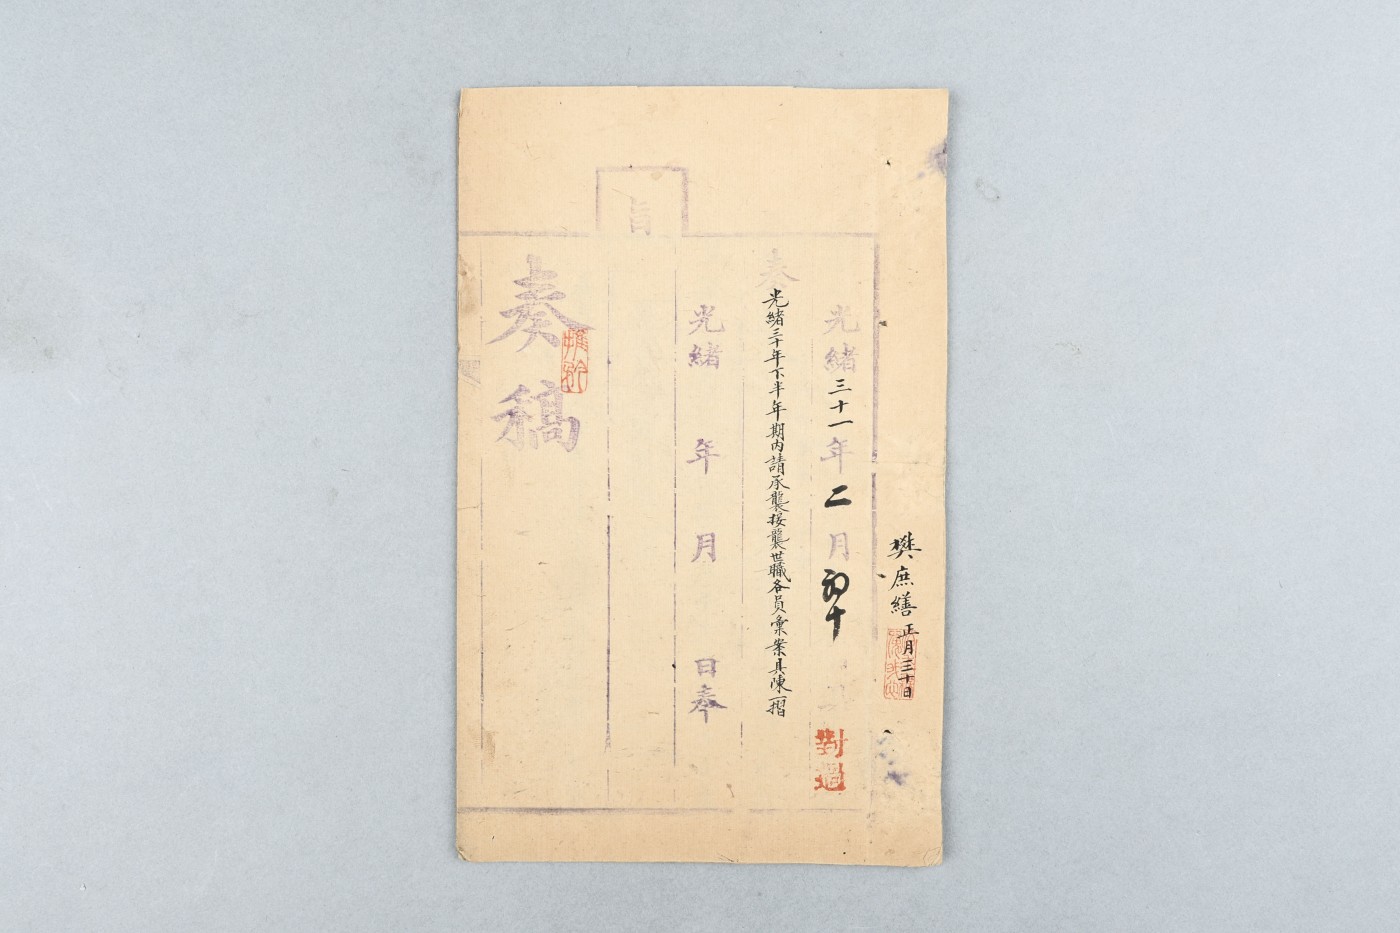 樊庶繕
正月三十日
光緒三十一年二月初十
對過
奏
光緒三十年下半年期內請承襲接襲世職各員彙案具陳一摺
光緒 年 月 日奉
旨
奏稿